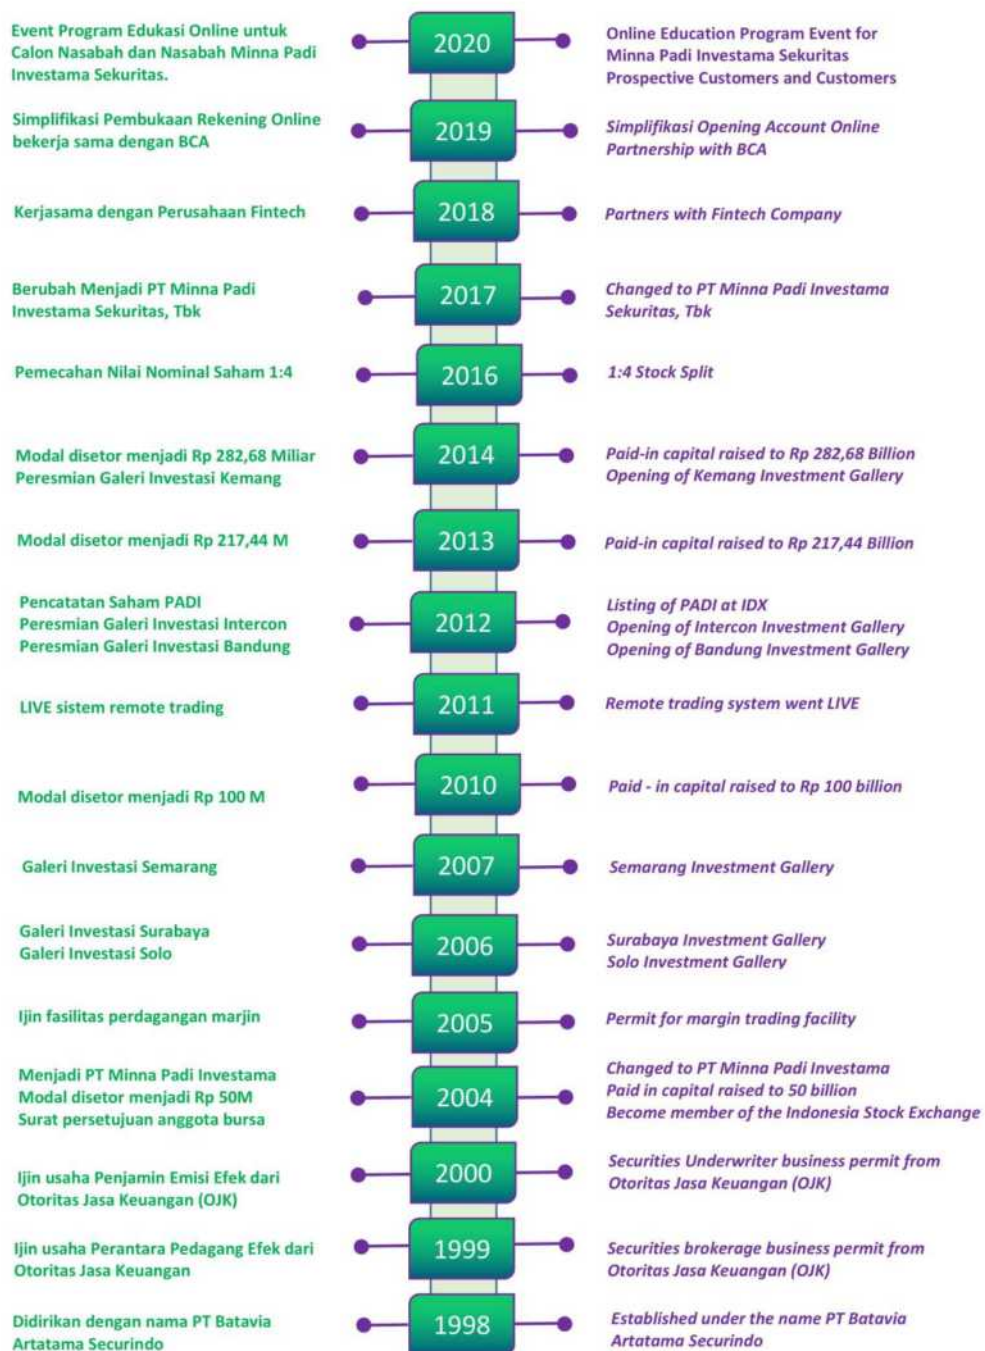 Event Program Edukasi Online untuk
Calon Nasabah dan Nasabah Minna Padi
Investama Sekuritas.
2020
Online Education Program Event for
Minna Padi Investama Sekuritas
Prospective Customers and Customers
Simplifikasi Pembukaan Rekening Online
bekerja sama dengan BCA
2019
Simplifikasi Opening Account Online
Partnership with BCA
Kerjasama dengan Perusahaan Fintech
2018
Partners with Fintech Company
Berubah Menjadi PT Minna Padi
Investama Sekuritas, Tbk
2017
Changed to PT Minna Padi Investama
Sekuritas, Tbk
Pemecahan Nilai Nominal Saham 1:4
2016
1:4 Stock Split
Modal disetor menjadi Rp 282,68 Miliar
Peresmian Galeri Investasi Kemang
2014
Paid-in capital raised to Rp 282,68 Billion
Opening of Kemang Investment Gallery
Modal disetor menjadi Rp 217,44 M
2013
Paid-in capital raised to Rp 217,44 Billion
Pencatatan Saham PADI
Peresmian Galeri Investasi Intercon
Peresmian Galeri Investasi Bandung
2012
Listing of PADI at IDX
Opening of Intercon Investment Gallery
Opening of Bandung Investment Gallery
LIVE sistem remote trading
2011
Remote trading system went LIVE
Modal disetor menjadi Rp 100 M
2010
Paid - in capital raised to Rp 100 billion
Galeri Investasi Semarang
2007
Semarang Investment Gallery
Galeri Investasi Surabaya
Galeri Investasi Solo
2006
Surabaya Investment Gallery
Solo Investment Gallery
Ijin fasilitas perdagangan marjin
2005
Permit for margin trading facility
Menjadi PT Minna Padi Investama
Modal disetor menjadi Rp 50M
Surat persetujuan anggota bursa
2004
Changed to PT Minna Padi Investama
Paid in capital raised to 50 billion
Become member of the Indonesia Stock Exchange
Ijin usaha Penjamin Emisi Efek dari
Otoritas Jasa Keuangan (OJK)
2000
Securities Underwriter business permit from
Otoritas Jasa Keuangan (OJK)
Ijin usaha Perantara Pedagang Efek dari
Otoritas Jasa Keuangan
1999
Securities brokerage business permit from
Otoritas Jasa Keuangan (OJK)
Didirikan dengan nama PT Batavia
Artatama Securindo
1998
Established under the name PT Batavia
Artatama Securindo